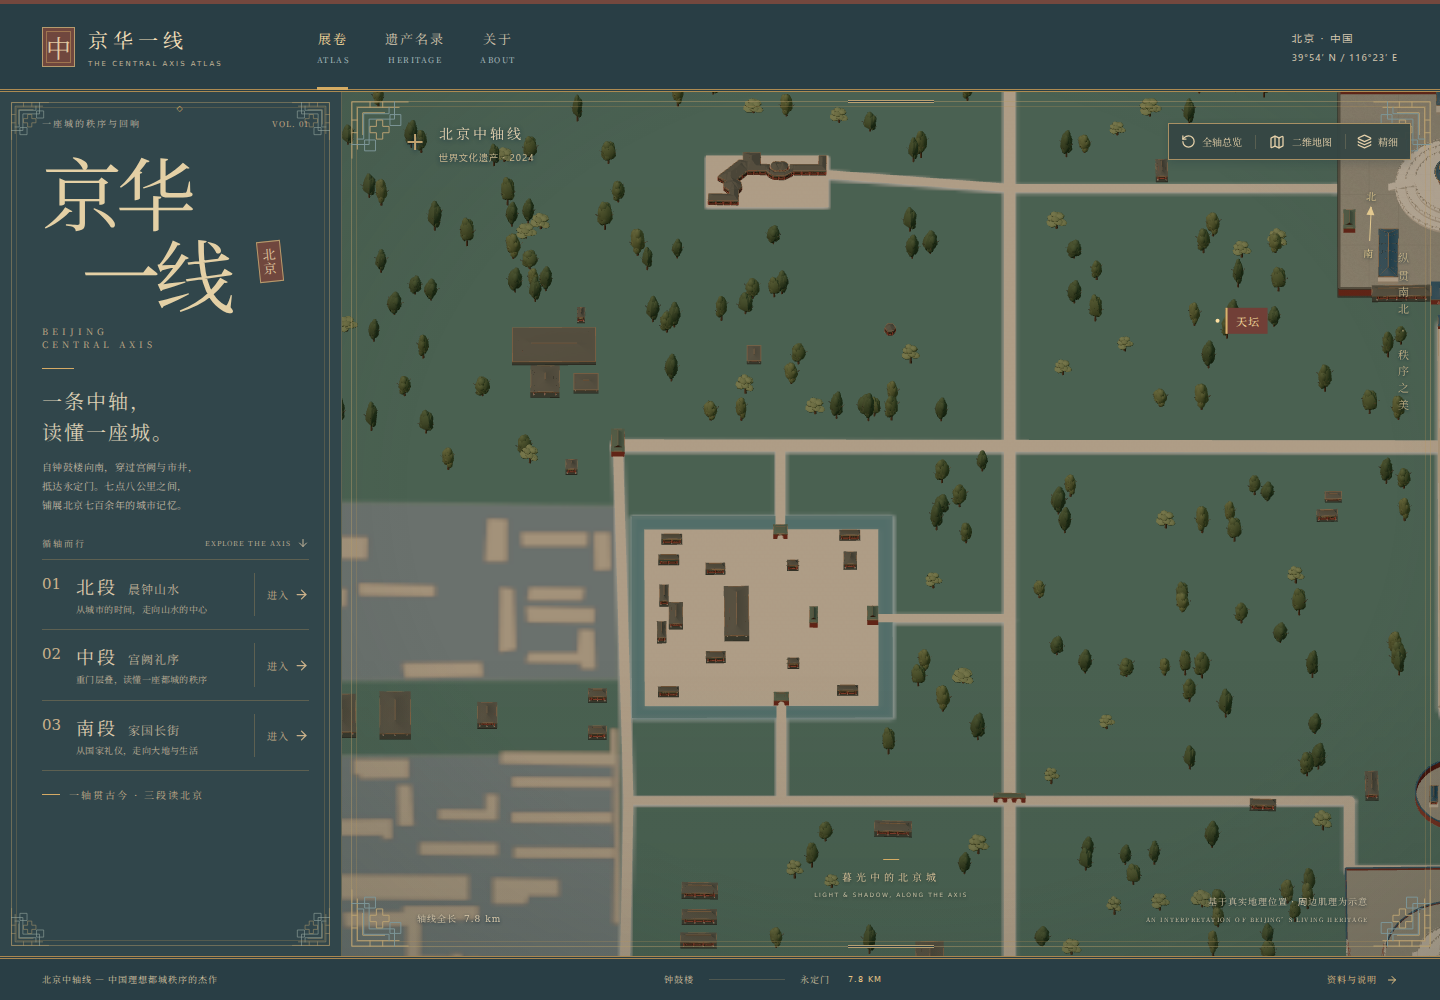 中
京华一线
THE CENTRAL AXIS ATLAS
展卷
ATLAS
遗产名录
HERITAGE
关于
ABOUT
北京 · 中国
39°54′ N / 116°23′ E
一座城的秩序与回响
VOL. 01
京华
一线
北京
BEIJING
CENTRAL AXIS
一条中轴，
读懂一座城。
自钟鼓楼向南，穿过宫阙与市井，
抵达永定门。七点八公里之间，
铺展北京七百余年的城市记忆。
循轴而行
EXPLORE THE AXIS
01 北段 晨钟山水
从城市的时间，走向山水的中心
进入
02 中段 宫阙礼序
重门层叠，读懂一座都城的秩序
进入
03 南段 家国长街
从国家礼仪，走向大地与生活
进入
一轴贯古今 · 三段读北京
北京中轴线
世界文化遗产 · 2024
全轴总览
二维地图
精细
北
南
纵贯南北 · 秩序之美
天坛
暮光中的北京城
LIGHT & SHADOW, ALONG THE AXIS
轴线全长 7.8 km
基于真实地理位置 · 周边肌理为示意
AN INTERPRETATION OF BEIJING'S LIVING HERITAGE
北京中轴线 — 中国理想都城秩序的杰作
钟鼓楼
永定门
7.8 KM
资料与说明